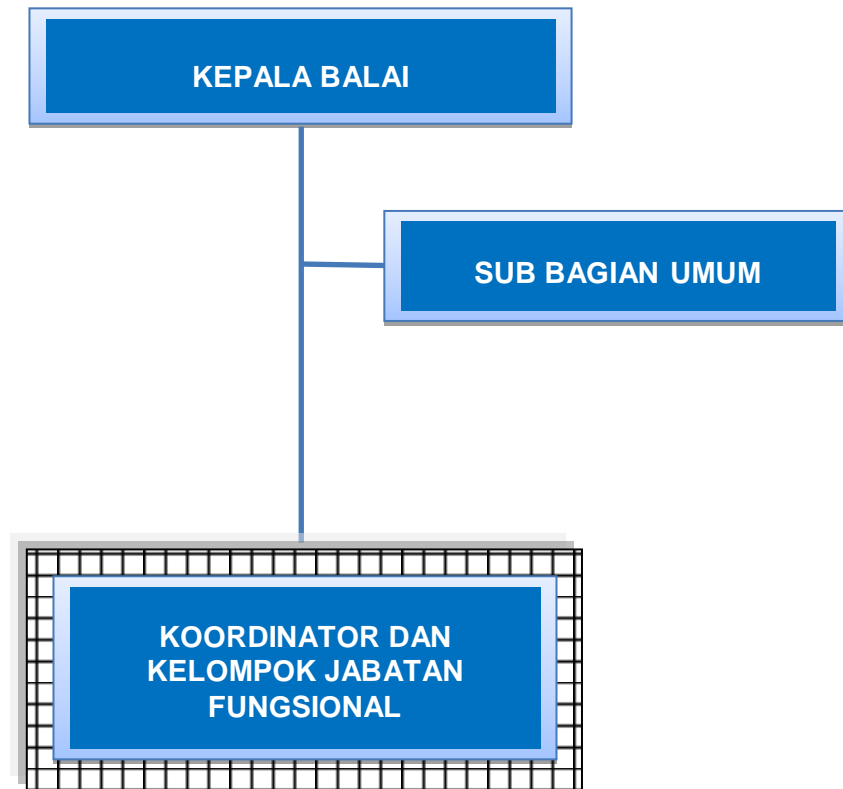 KEPALA BALAI
SUB BAGIAN UMUM
KOORDINATOR DAN
KELOMPOK JABATAN
FUNGSIONAL